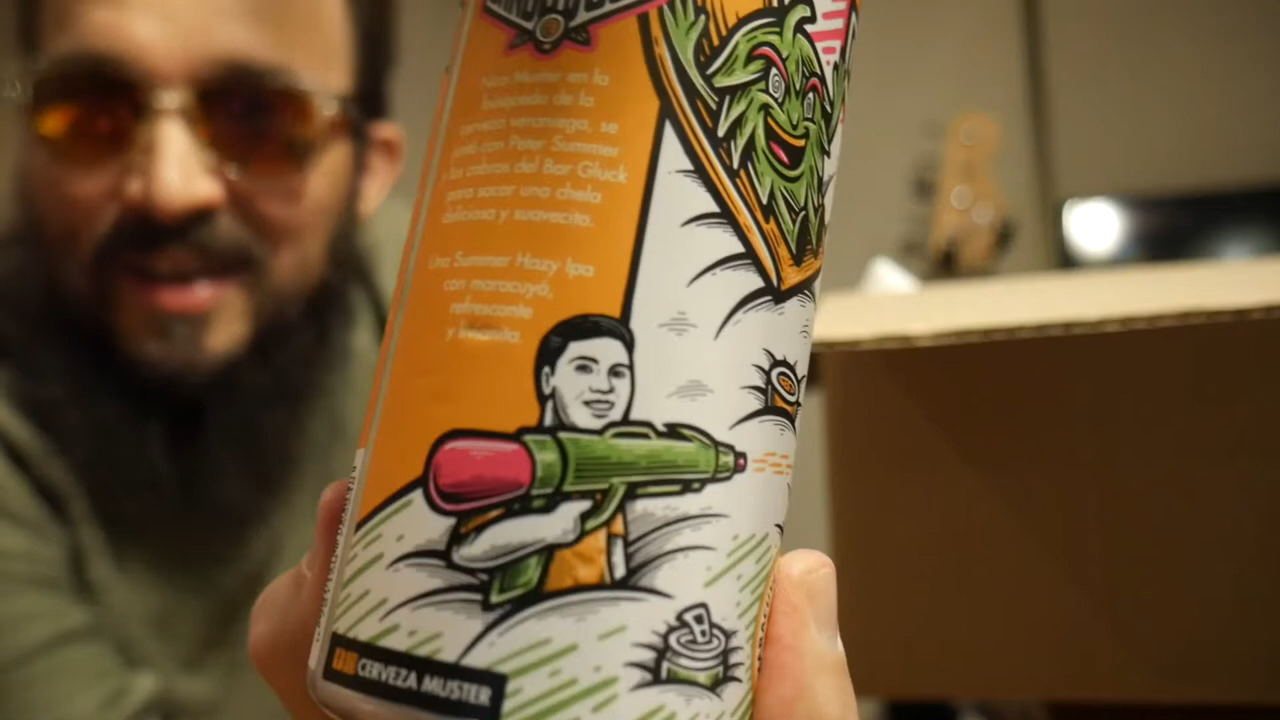 Nos Muster en la
búsqueda de la
cerveza veraniega, se
con Peter Summer
los cabros del Bar Gluck
para sacar una chela
deliciosa y suavecita.
Una Summer Hazy Ipa
con maracuyá,
refrescante
y
CERVEZA MUSTER